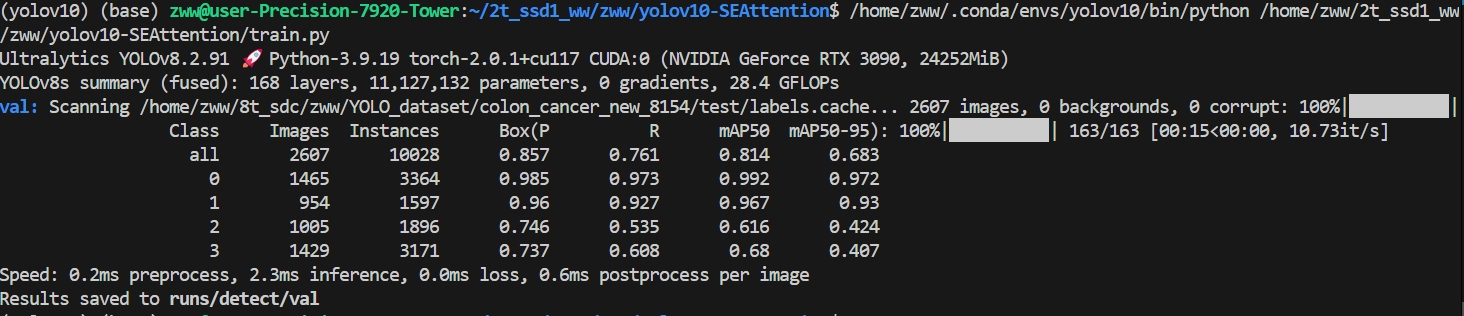 (yolov10) (base) zww@user-Precision-7920-Tower:~/2t_ssd1_ww/zww/yolov10-SEAttention$ /home/zww/.conda/envs/yolov10/bin/python /home/zww/2t_ssd1_ww
/zww/yolov10-SEAttention/train.py
Ultralytics YOLOv8.2.91 🚀 Python-3.9.19 torch-2.0.1+cu117 CUDA:0 (NVIDIA GeForce RTX 3090, 24252MiB)
YOLOv8s summary (fused): 168 layers, 11,127,132 parameters, 0 gradients, 28.4 GFLOPs
val: Scanning /home/zww/8t_sdc/zww/YOLO_dataset/colon_cancer_new_8154/test/labels.cache... 2607 images, 0 backgrounds, 0 corrupt: 100%|██████████|
Class Images Instances Box(P R mAP50 mAP50-95): 100%|██████████| 163/163 [00:15<00:00, 10.73it/s]
all 2607 10028 0.857 0.761 0.814 0.683
0 1465 3364 0.985 0.973 0.992 0.972
1 954 1597 0.96 0.927 0.967 0.93
2 1005 1896 0.746 0.535 0.616 0.424
3 1429 3171 0.737 0.608 0.68 0.407
Speed: 0.2ms preprocess, 2.3ms inference, 0.0ms loss, 0.6ms postprocess per image
Results saved to runs/detect/val